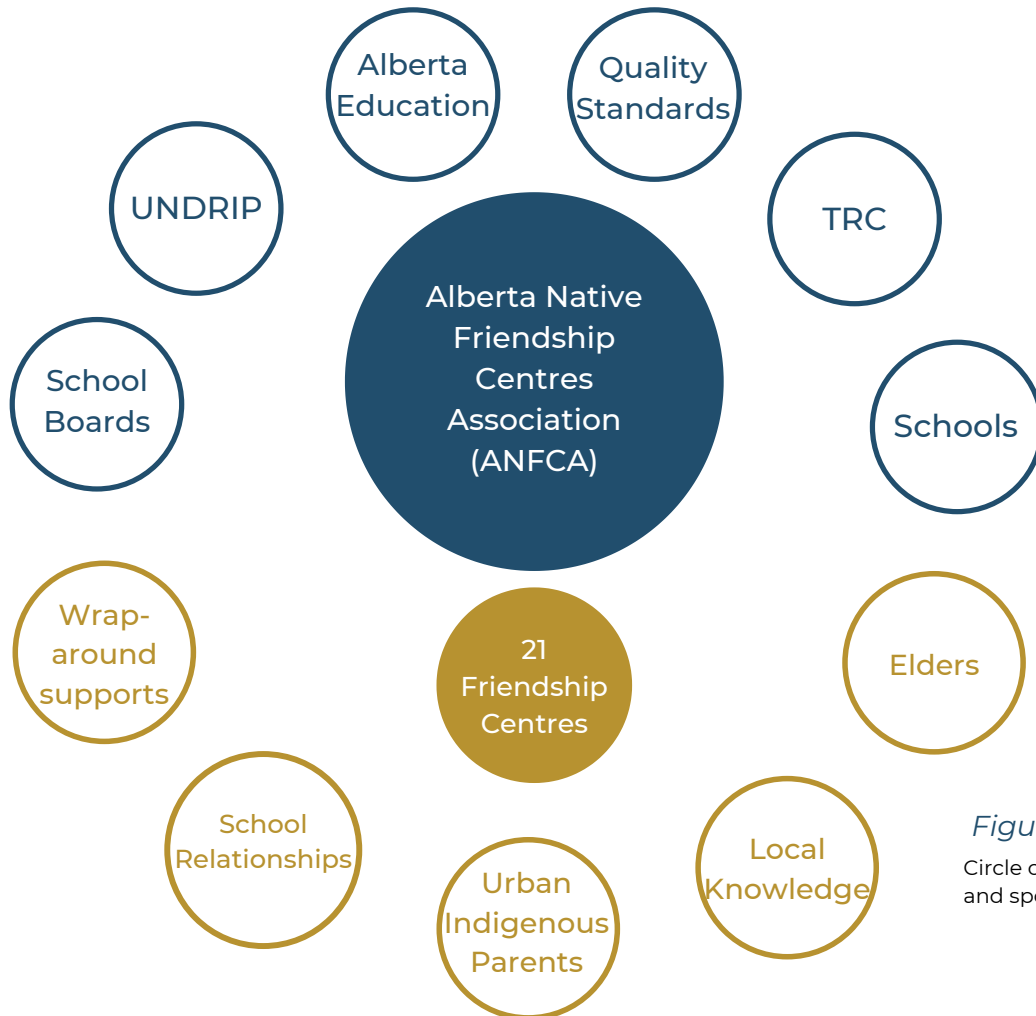 Alberta
Education
Quality
Standards
UNDRIP
TRC
Alberta Native
Friendship
Centres
Association
(ANFCA)
School
Boards
Schools
Wrap-
around
supports
21
Friendship
Centres
Elders
School
Relationships
Urban
Indigenous
Parents
Local
Knowledge
Circle
and